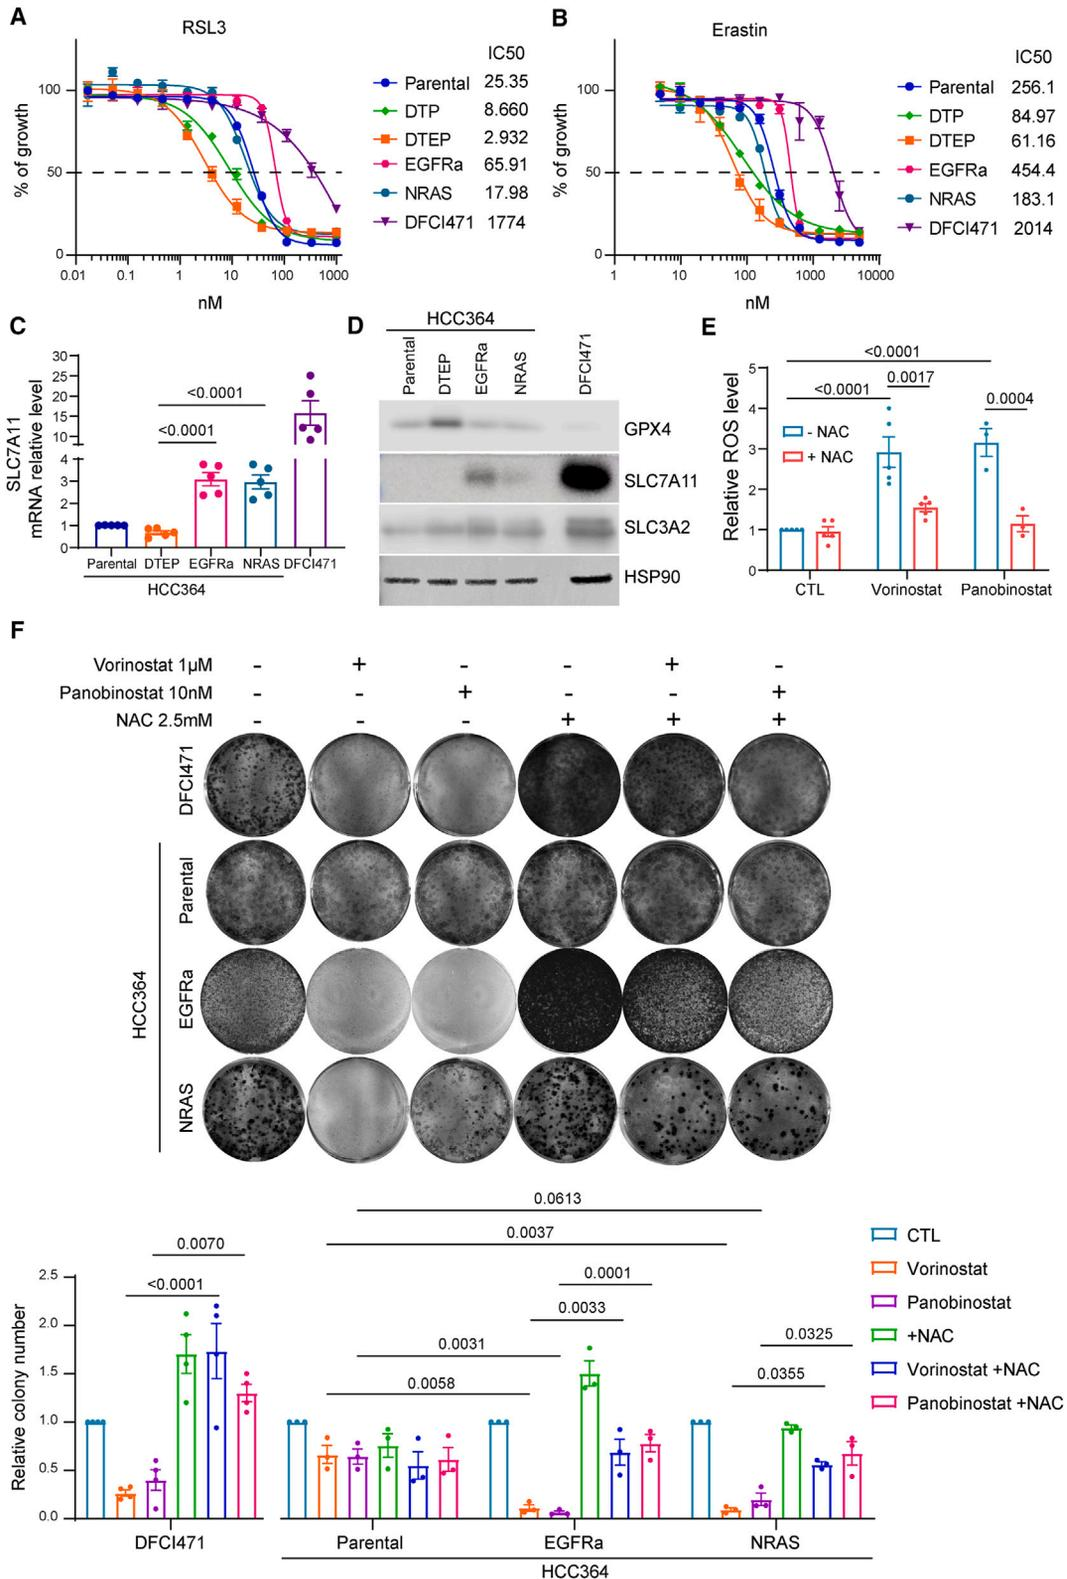 A
RSL3
% of growth
100
50
0
0.01 0.1 1 10 100 1000
nM
IC50
Parental 25.35
DTP 8.660
DTEP 2.932
EGFRa 65.91
NRAS 17.98
DFCI471 1774
B
Erastin
% of growth
100
50
0
1 10 100 1000 10000
nM
IC50
Parental 256.1
DTP 84.97
DTEP 61.16
EGFRa 454.4
NRAS 183.1
DFCI471 2014
C
SLC7A11
mRNA relative level
30
25
20
15
10
4
3
2
1
0
<0.0001
<0.0001
Parental DTEP EGFRa NRAS DFCI471
HCC364
D
HCC364
Parental
DTEP
EGFRa
NRAS
DFCI471
GPX4
SLC7A11
SLC3A2
HSP90
E
Relative ROS level
5
4
3
2
1
0
<0.0001
<0.0001
0.0017
0.0004
- NAC
+ NAC
CTL Vorinostat Panobinostat
F
Vorinostat 1µM - + - - + -
Panobinostat 10nM - - + - - +
NAC 2.5mM - - - + + +
DFCI471
HCC364
Parental
EGFRa
NRAS
Relative colony number
2.5
2.0
1.5
1.0
0.5
0.0
0.0070
<0.0001
0.0613
0.0037
0.0001
0.0033
0.0031
0.0058
0.0325
0.0355
DFCI471 Parental EGFRa NRAS
HCC364
CTL
Vorinostat
Panobinostat
+NAC
Vorinostat +NAC
Panobinostat +NAC